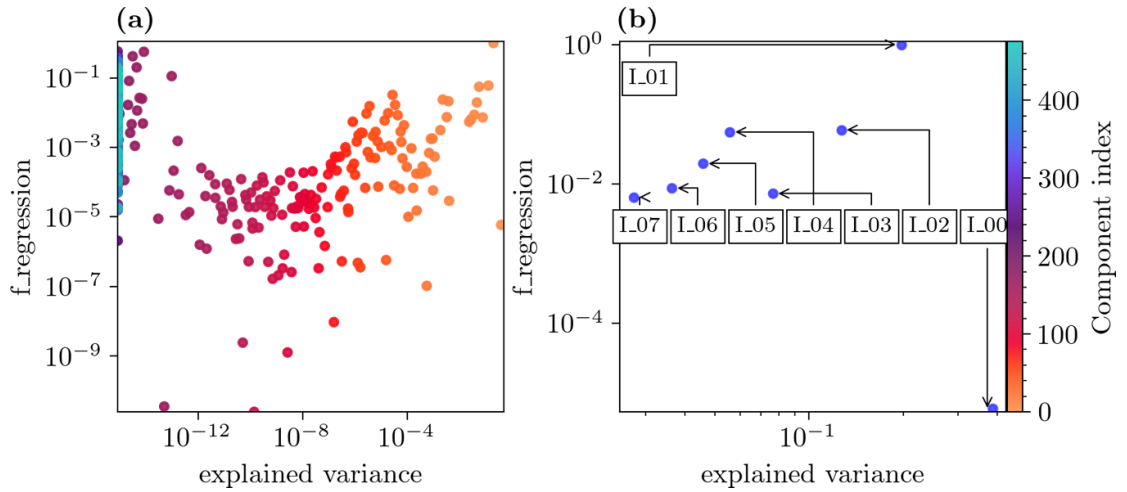 (a)
f_regression
10⁻¹
10⁻³
10⁻⁵
10⁻⁷
10⁻⁹
10⁻¹²
10⁻⁸
10⁻⁴
explained variance
(b)
f_regression
10⁰
10⁻²
10⁻⁴
I_01
I_07
I_06
I_05
I_04
I_03
I_02
I_00
10⁻¹
explained variance
400
300
200
100
0
Component index